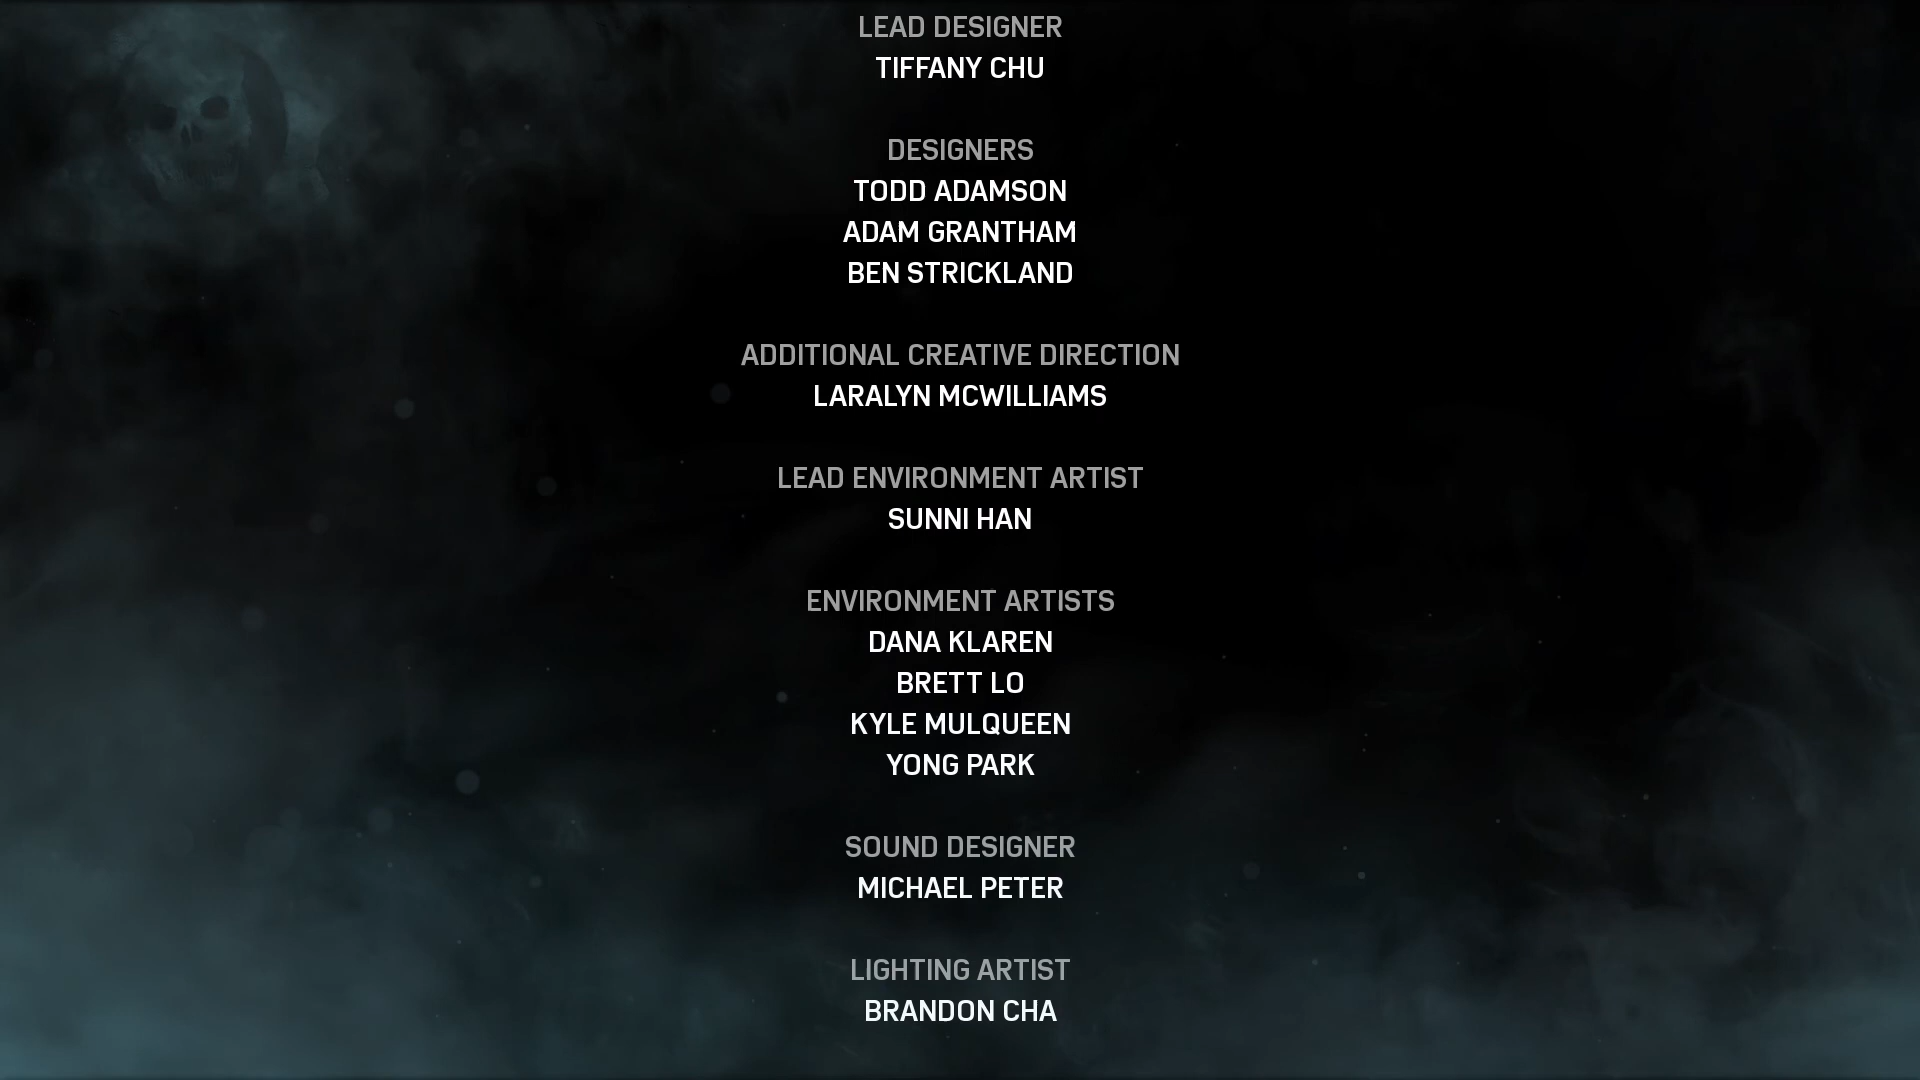 LEAD DESIGNER
TIFFANY CHU
DESIGNERS
TODD ADAMSON
ADAM GRANTHAM
BEN STRICKLAND
ADDITIONAL CREATIVE DIRECTION
LARALYN MCWILLIAMS
LEAD ENVIRONMENT ARTIST
SUNNI HAN
ENVIRONMENT ARTISTS
DANA KLAREN
BRETT LO
KYLE MULQUEEN
YONG PARK
SOUND DESIGNER
MICHAEL PETER
LIGHTING ARTIST
BRANDON CHA